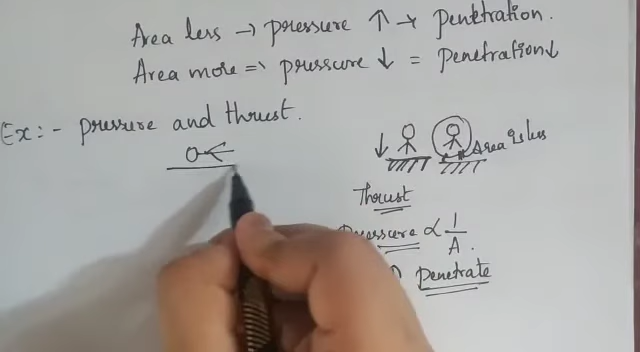 Area less → pressure ↑ → penetration.
Area more => pressure ↓ = penetration↓
Ex:- pressure and thrust.
Area is less
Thrust
pressure ∝ 1/A.
penetrate